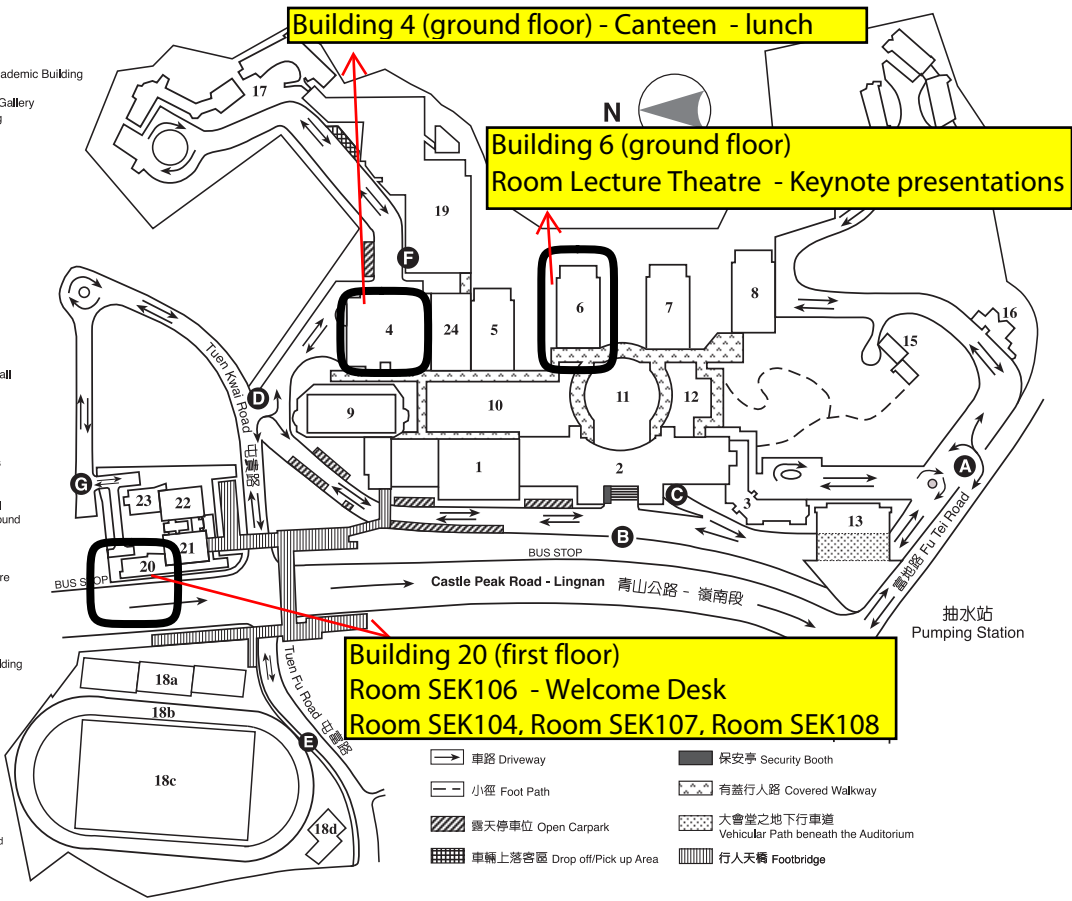 Building 4 (ground floor) - Canteen - lunch
ademic Building
Gallery
17
N
Building 6 (ground floor)
Room Lecture Theatre - Keynote presentations
19
F
6
7
8
4
24
5
16
15
all
Tuen Kwai Road 屯貴路
D
9
10
11
12
1
2
A
G
23
22
C
3
ound
13
21
B
富地路 Fu Tei Road
20
BUS STOP
BUS STOP
re
Castle Peak Road - Lingnan 青山公路 - 嶺南段
抽水站
Pumping Station
Building 20 (first floor)
Room SEK106 - Welcome Desk
Room SEK104, Room SEK107, Room SEK108
lding
18a
Tuen Fu Road 屯富路
18b
E
18c
18d
車路 Driveway
保安亭 Security Booth
小徑 Foot Path
有蓋行人路 Covered Walkway
露天停車位 Open Carpark
大會堂之地下行車道
Vehicular Path beneath the Auditorium
車輛上落客區 Drop off/Pick up Area
行人天橋 Footbridge